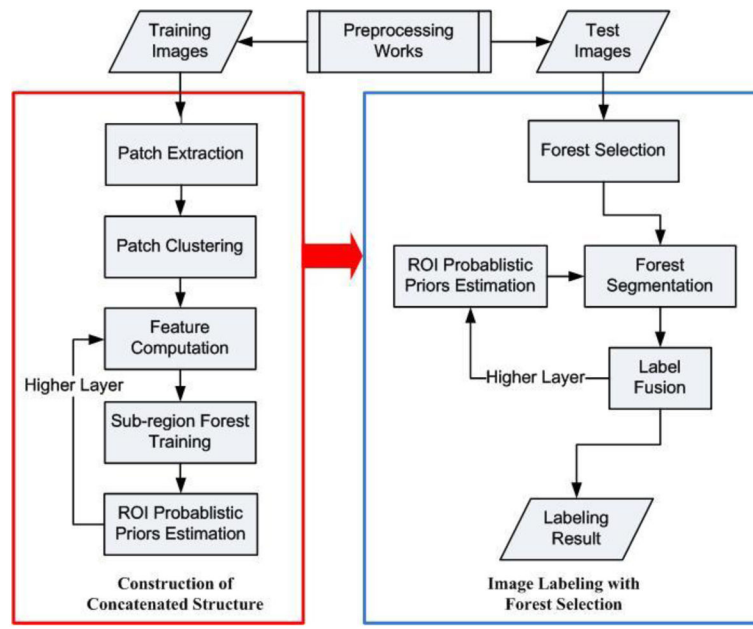 Training
Images
Preprocessing
Works
Test
Images
Patch Extraction
Patch Clustering
Feature
Computation
Higher Layer
Sub-region Forest
Training
ROI Probablistic
Priors Estimation
Construction of
Concatenated Structure
Forest Selection
ROI Probablistic
Priors Estimation
Forest
Segmentation
Higher Layer
Label
Fusion
Labeling
Result
Image Labeling with
Forest Selection